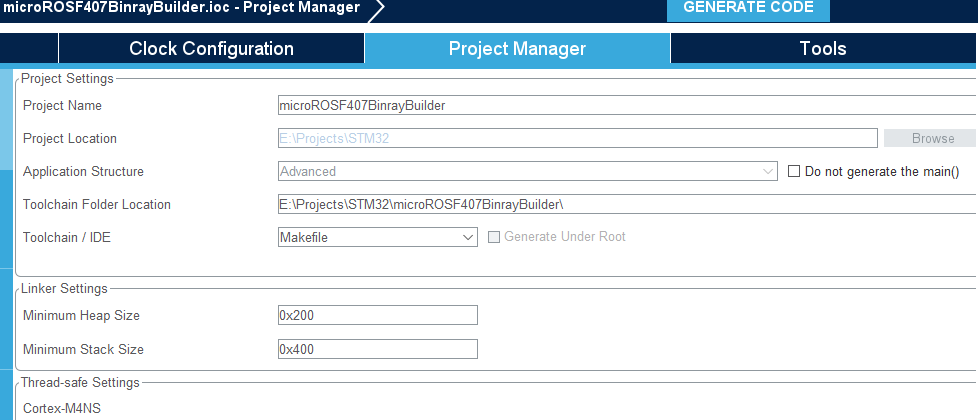 microROSF407BinrayBuilder.ioc - Project Manager
GENERATE CODE
Clock Configuration
Project Manager
Tools
Project Settings
Project Name
microROSF407BinrayBuilder
Project Location
E:\Projects\STM32
Browse
Application Structure
Advanced
Do not generate the main()
Toolchain Folder Location
E:\Projects\STM32\microROSF407BinrayBuilder\
Toolchain / IDE
Makefile
Generate Under Root
Linker Settings
Minimum Heap Size
0x200
Minimum Stack Size
0x400
Thread-safe Settings
Cortex-M4NS